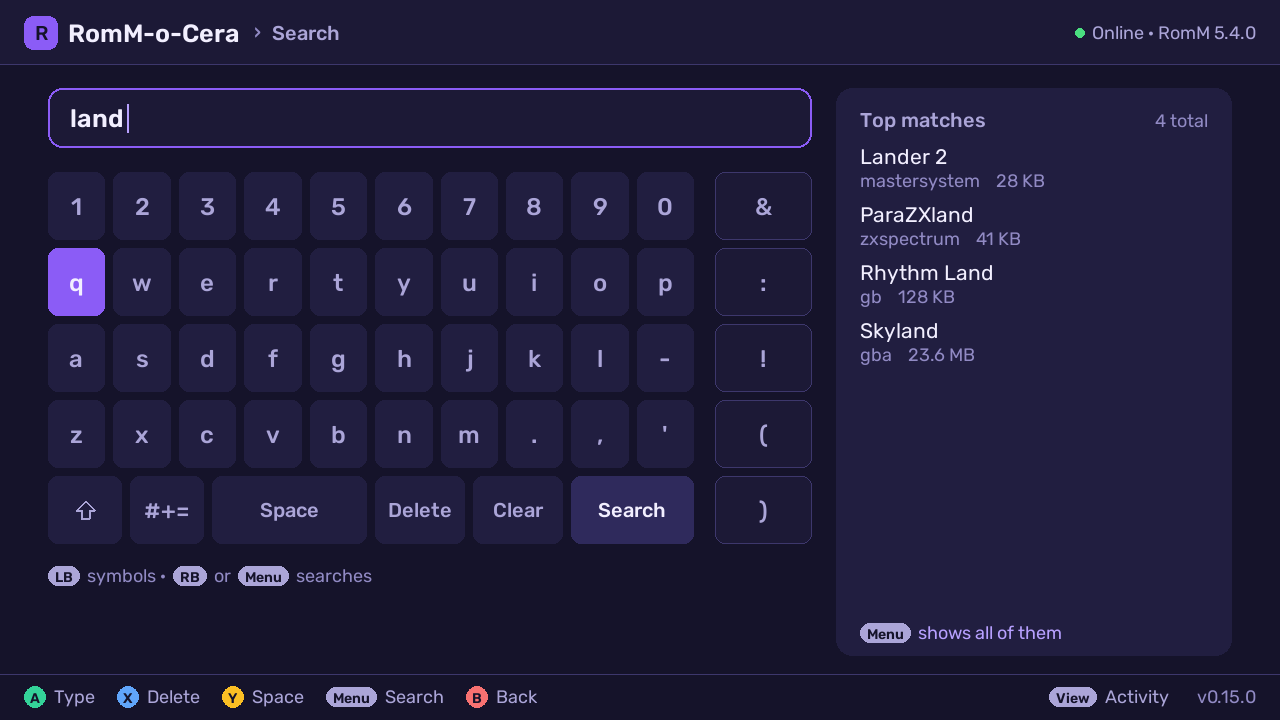 R RomM-o-Cera › Search
Online • RomM 5.4.0
land
1 2 3 4 5 6 7 8 9 0 &
q w e r t y u i o p :
a s d f g h j k l - !
z x c v b n m . , ' (
#+= Space Delete Clear Search )
LB symbols • RB or Menu searches
Top matches 4 total
Lander 2
mastersystem 28 KB
ParaZXland
zxspectrum 41 KB
Rhythm Land
gb 128 KB
Skyland
gba 23.6 MB
Menu shows all of them
A Type X Delete Y Space Menu Search B Back
View Activity v0.15.0